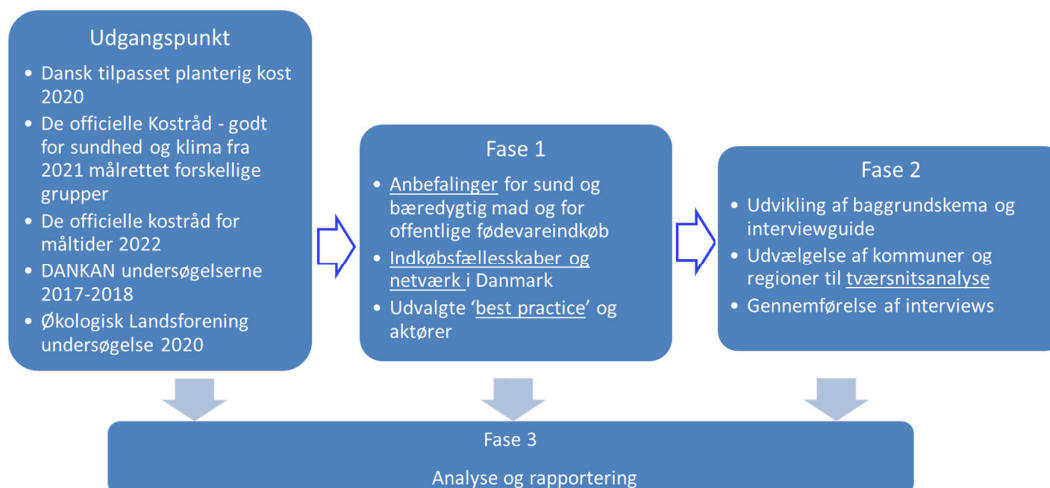 Udgangspunkt
• Dansk tilpasset planterig kost
2020
• De officielle Kostråd - godt
for sundhed og klima fra
2021 målrettet forskellige
grupper
• De officielle kostråd for
måltider 2022
• DANKAN undersøgelserne
2017-2018
• Økologisk Landsforening
undersøgelse 2020
Fase 1
• Anbefalinger for sund og
bæredygtig mad og for
offentlige fødevareindkøb
• Indkøbsfællesskaber og
netværk i Danmark
• Udvalgte ‘best practice’ og
aktører
Fase 2
• Udvikling af baggrundskema og
interviewguide
• Udvælgelse af kommuner og
regioner til tværsnitsanalyse
• Gennemførelse af interviews
Fase 3
Analyse og rapportering